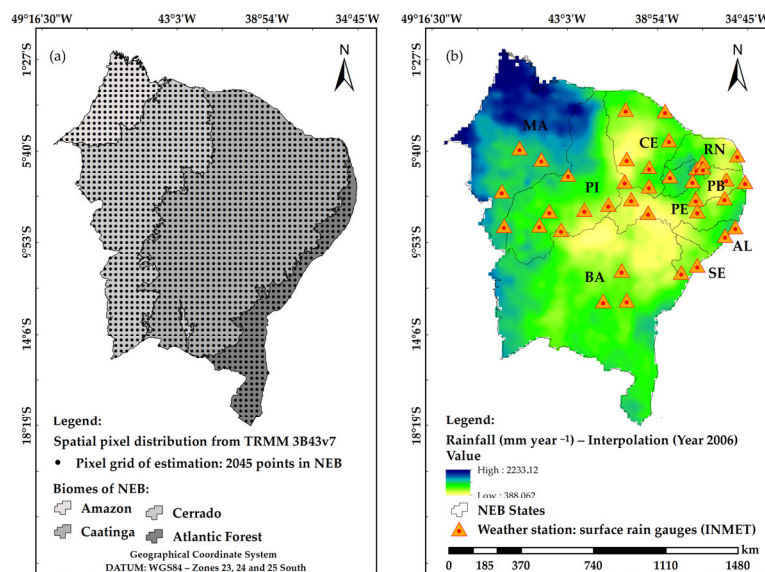 49°16'30"W 43°3'W 38°54'W 34°45'W
49°16'30"W 43°3'W 38°54'W 34°45'W
(a)
N
1°27'S
5°40'S
9°53'S
14°6'S
18°19'S
Legend:
Spatial pixel distribution from TRMM 3B43v7
Pixel grid of estimation: 2045 points in NEB
Biomes of NEB:
Amazon Cerrado
Caatinga Atlantic Forest
Geographical Coordinate System
DATUM: WGS84 – Zones 23, 24 and 25 South
(b)
N
1°27'S
5°40'S
9°53'S
14°6'S
18°19'S
MA
CE
RN
PI
PB
PE
AL
BA
SE
Legend:
Rainfall (mm year ⁻¹) – Interpolation (Year 2006)
Value
High : 2233.12
Low : 388.062
NEB States
Weather station: surface rain gauges (INMET)
km
0 185 370 740 1110 1480